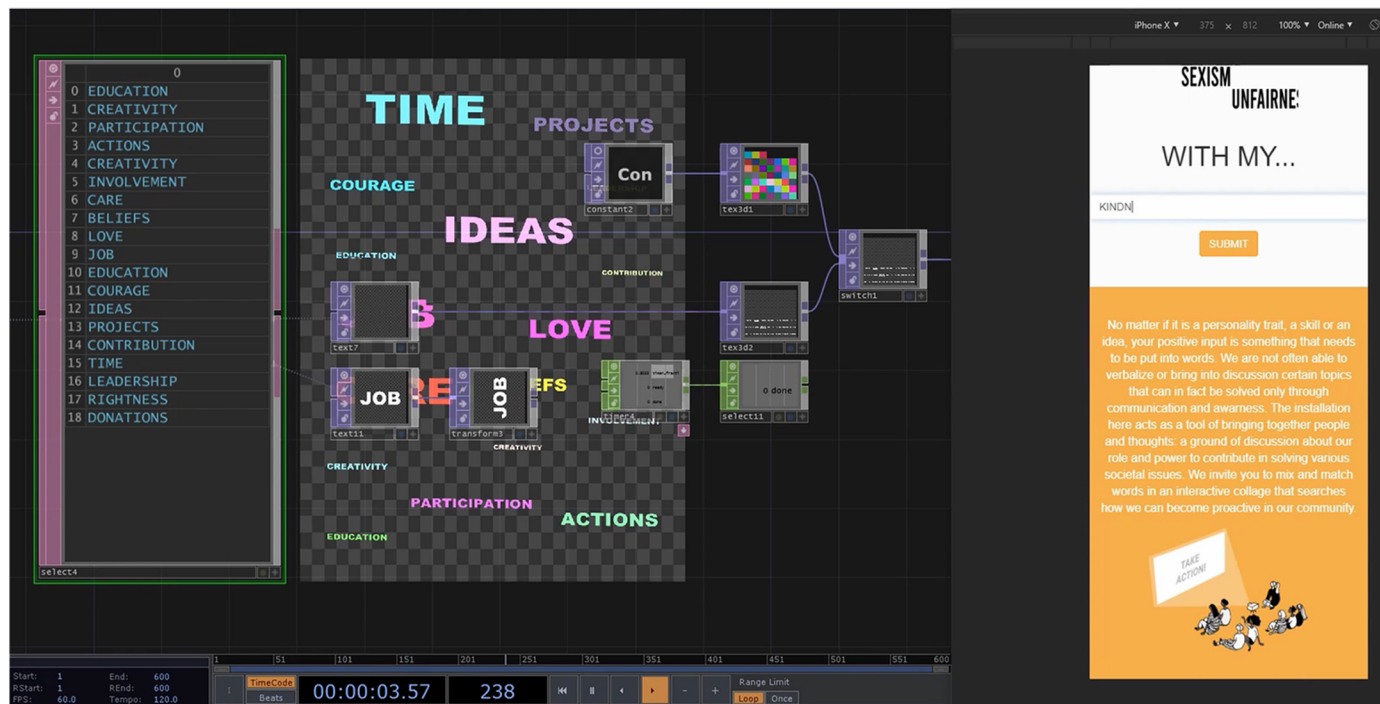 iPhone X ▼ 375 x 812 100% ▼ Online ▼
0
0 EDUCATION
1 CREATIVITY
2 PARTICIPATION
3 ACTIONS
4 CREATIVITY
5 INVOLVEMENT
6 CARE
7 BELIEFS
8 LOVE
9 JOB
10 EDUCATION
11 COURAGE
12 IDEAS
13 PROJECTS
14 CONTRIBUTION
15 TIME
16 LEADERSHIP
17 RIGHTNESS
18 DONATIONS
select4
TIME
PROJECTS
COURAGE
Con
constant2
tex3d1
IDEAS
EDUCATION
CONTRIBUTION
switch1
text7
LOVE
tex3d2
RE
EFS
JOB
JOB
text11
transform3
timer4
0 done
select11
INVOLVEMENT
CREATIVITY
CREATIVITY
PARTICIPATION
ACTIONS
EDUCATION
SEXISM
UNFAIRNES
WITH MY...
KINDN
SUBMIT
No matter if it is a personality trait, a skill or an
idea, your positive input is something that needs
to be put into words. We are not often able to
verbalize or bring into discussion certain topics
that can in fact be solved only through
communication and awarness. The installation
here acts as a tool of bringing together people
and thoughts: a ground of discussion about our
role and power to contribute in solving various
societal issues. We invite you to mix and match
words in an interactive collage that searches
how we can become proactive in our community.
TAKE
ACTION!
1 51 101 151 201 251 301 351 401 451 501 551 600
Start: 1 End: 600
RStart: 1 REnd: 600
FPS: 60.0 Tempo: 120.0
TimeCode
Beats
00:00:03.57
238
Range Limit
Loop Once